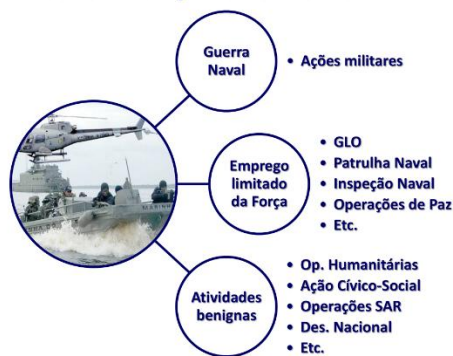 Guerra
Naval
• Ações militares
Emprego
limitado
da Força
• GLO
• Patrulha Naval
• Inspeção Naval
• Operações de Paz
• Etc.
Atividades
benignas
• Op. Humanitárias
• Ação Cívico-Social
• Operações SAR
• Des. Nacional
• Etc.